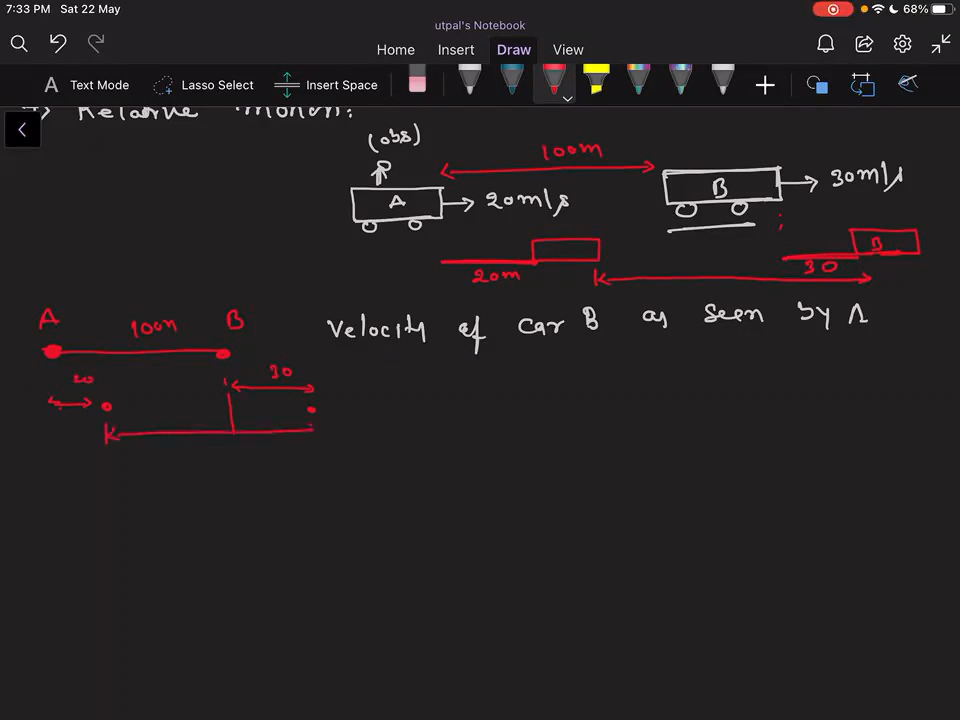 7:33 PM Sat 22 May
68%
utpal's Notebook
Home Insert Draw View
A Text Mode Lasso Select Insert Space
Relative Motion:
(obs)
100m
A 20m/s B 30m/s
20m
B
30
A 100m B
Velocity of car B as seen by A
20
30